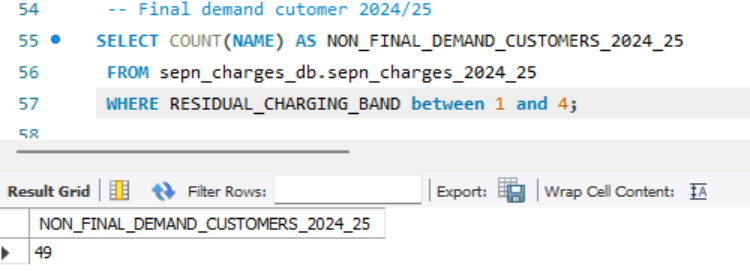 54 -- Final demand cutomer 2024/25
55 SELECT COUNT(NAME) AS NON_FINAL_DEMAND_CUSTOMERS_2024_25
56 FROM sepn_charges_db.sepn_charges_2024_25
57 WHERE RESIDUAL_CHARGING_BAND between 1 and 4;
58
Result Grid Filter Rows: Export: Wrap Cell Content: IA
NON_FINAL_DEMAND_CUSTOMERS_2024_25
49